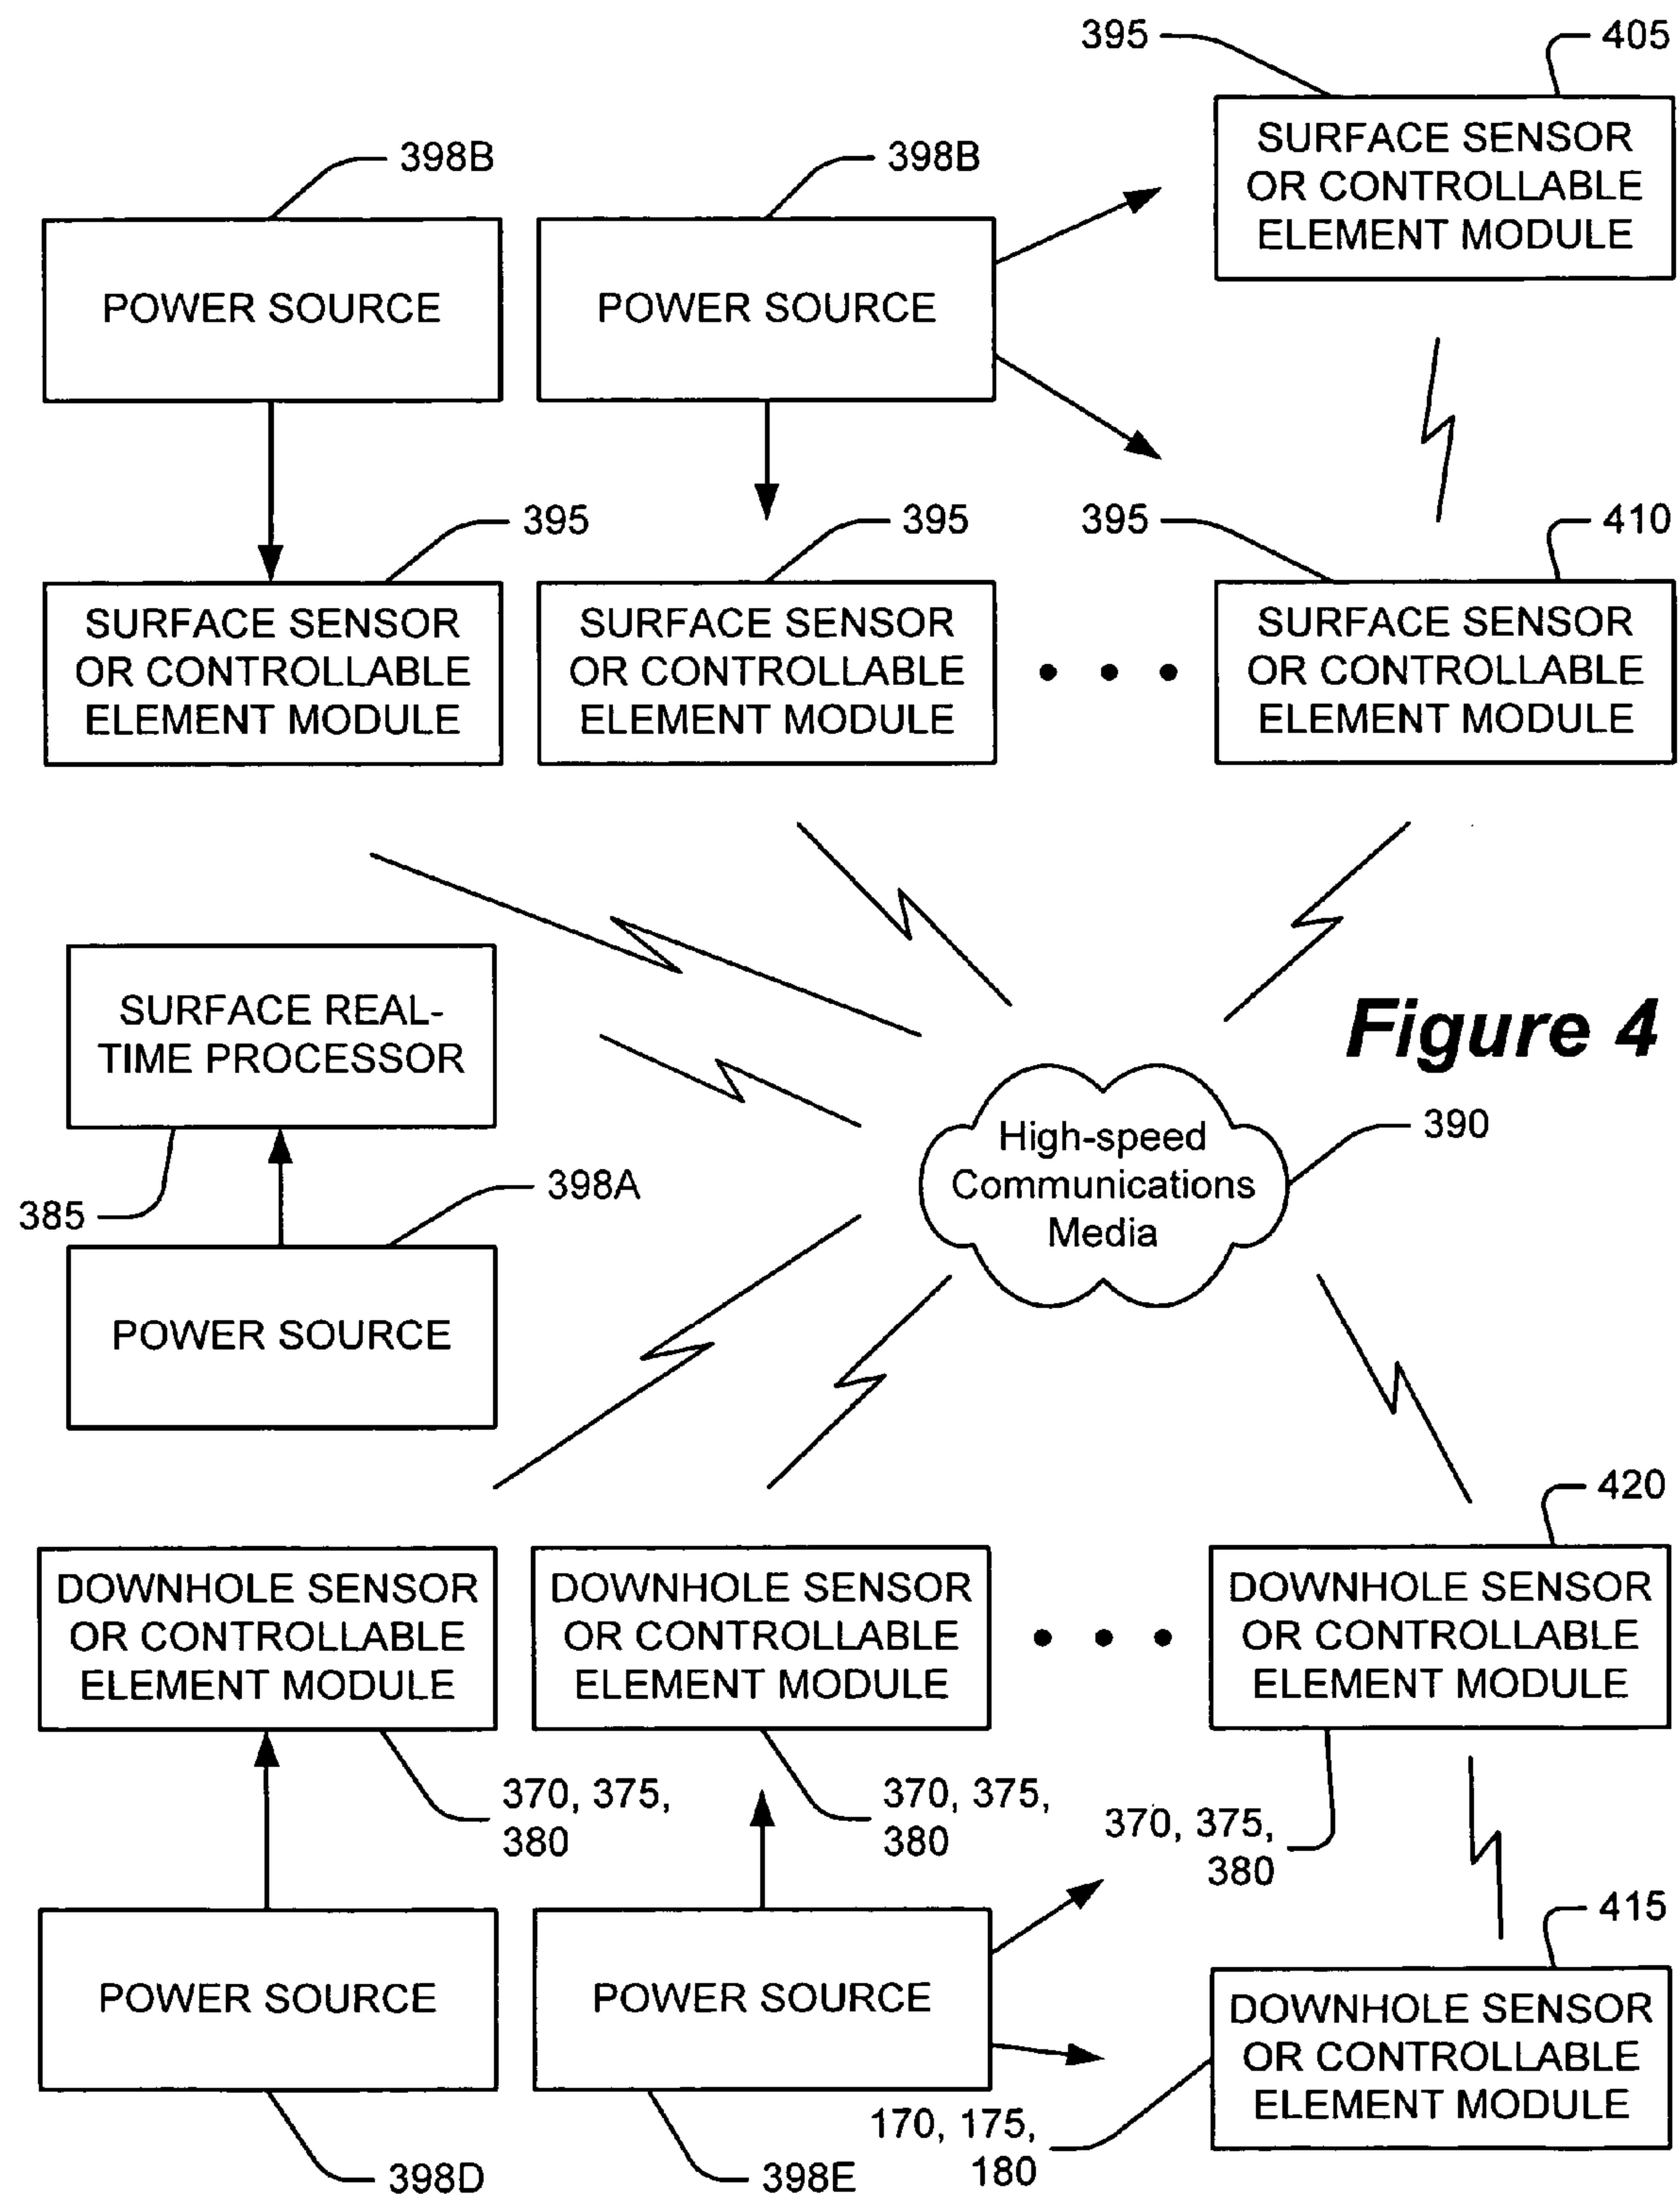 395
405
SURFACE SENSOR
OR CONTROLLABLE
ELEMENT MODULE
398B
398B
POWER SOURCE
POWER SOURCE
395
395
395
410
SURFACE SENSOR
OR CONTROLLABLE
ELEMENT MODULE
SURFACE SENSOR
OR CONTROLLABLE
ELEMENT MODULE
• • •
SURFACE SENSOR
OR CONTROLLABLE
ELEMENT MODULE
SURFACE REAL-
TIME PROCESSOR
Figure 4
High-speed
Communications
Media
390
385
398A
POWER SOURCE
420
DOWNHOLE SENSOR
OR CONTROLLABLE
ELEMENT MODULE
DOWNHOLE SENSOR
OR CONTROLLABLE
ELEMENT MODULE
• • •
DOWNHOLE SENSOR
OR CONTROLLABLE
ELEMENT MODULE
370, 375,
380
370, 375,
380
370, 375,
380
415
POWER SOURCE
POWER SOURCE
DOWNHOLE SENSOR
OR CONTROLLABLE
ELEMENT MODULE
170, 175,
180
398D
398E